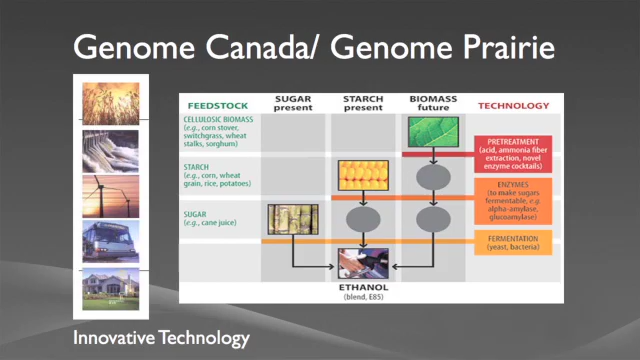 Genome Canada/ Genome Prairie
FEEDSTOCK
SUGAR
present
STARCH
present
BIOMASS
future
TECHNOLOGY
CELLULOSIC BIOMASS
(e.g., corn stover,
switchgrass, wheat
stalks, sorghum)
PRETREATMENT
(acid, ammonia fiber
extraction, novel
enzyme cocktails)
STARCH
(e.g., corn, wheat
grain, rice, potatoes)
ENZYMES
(to make sugars
fermentable, e.g.
alpha-amylase,
glucoamylase)
SUGAR
(e.g., cane juice)
FERMENTATION
(yeast, bacteria)
ETHANOL
(blend, E85)
Innovative Technology